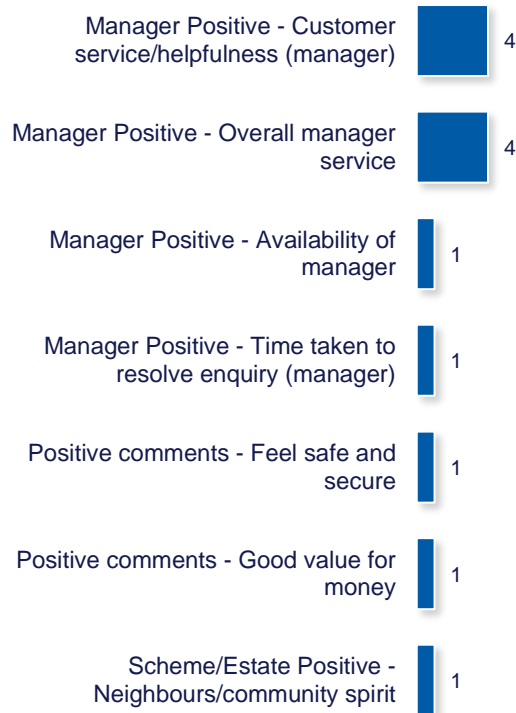 Manager Positive - Customer
service/helpfulness (manager)
4
Manager Positive - Overall manager
service
4
Manager Positive - Availability of
manager
1
Manager Positive - Time taken to
resolve enquiry (manager)
1
Positive comments - Feel safe and
secure
1
Positive comments - Good value for
money
1
Scheme/Estate Positive -
Neighbours/community spirit
1